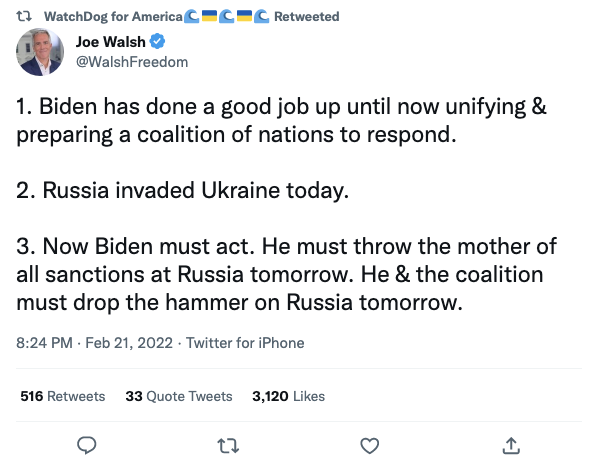 WatchDog for America🌊🇺🇦🌊🇺🇦🌊 Retweeted
Joe Walsh
@WalshFreedom
1. Biden has done a good job up until now unifying &
preparing a coalition of nations to respond.
2. Russia invaded Ukraine today.
3. Now Biden must act. He must throw the mother of
all sanctions at Russia tomorrow. He & the coalition
must drop the hammer on Russia tomorrow.
8:24 PM · Feb 21, 2022 · Twitter for iPhone
516 Retweets 33 Quote Tweets 3,120 Likes